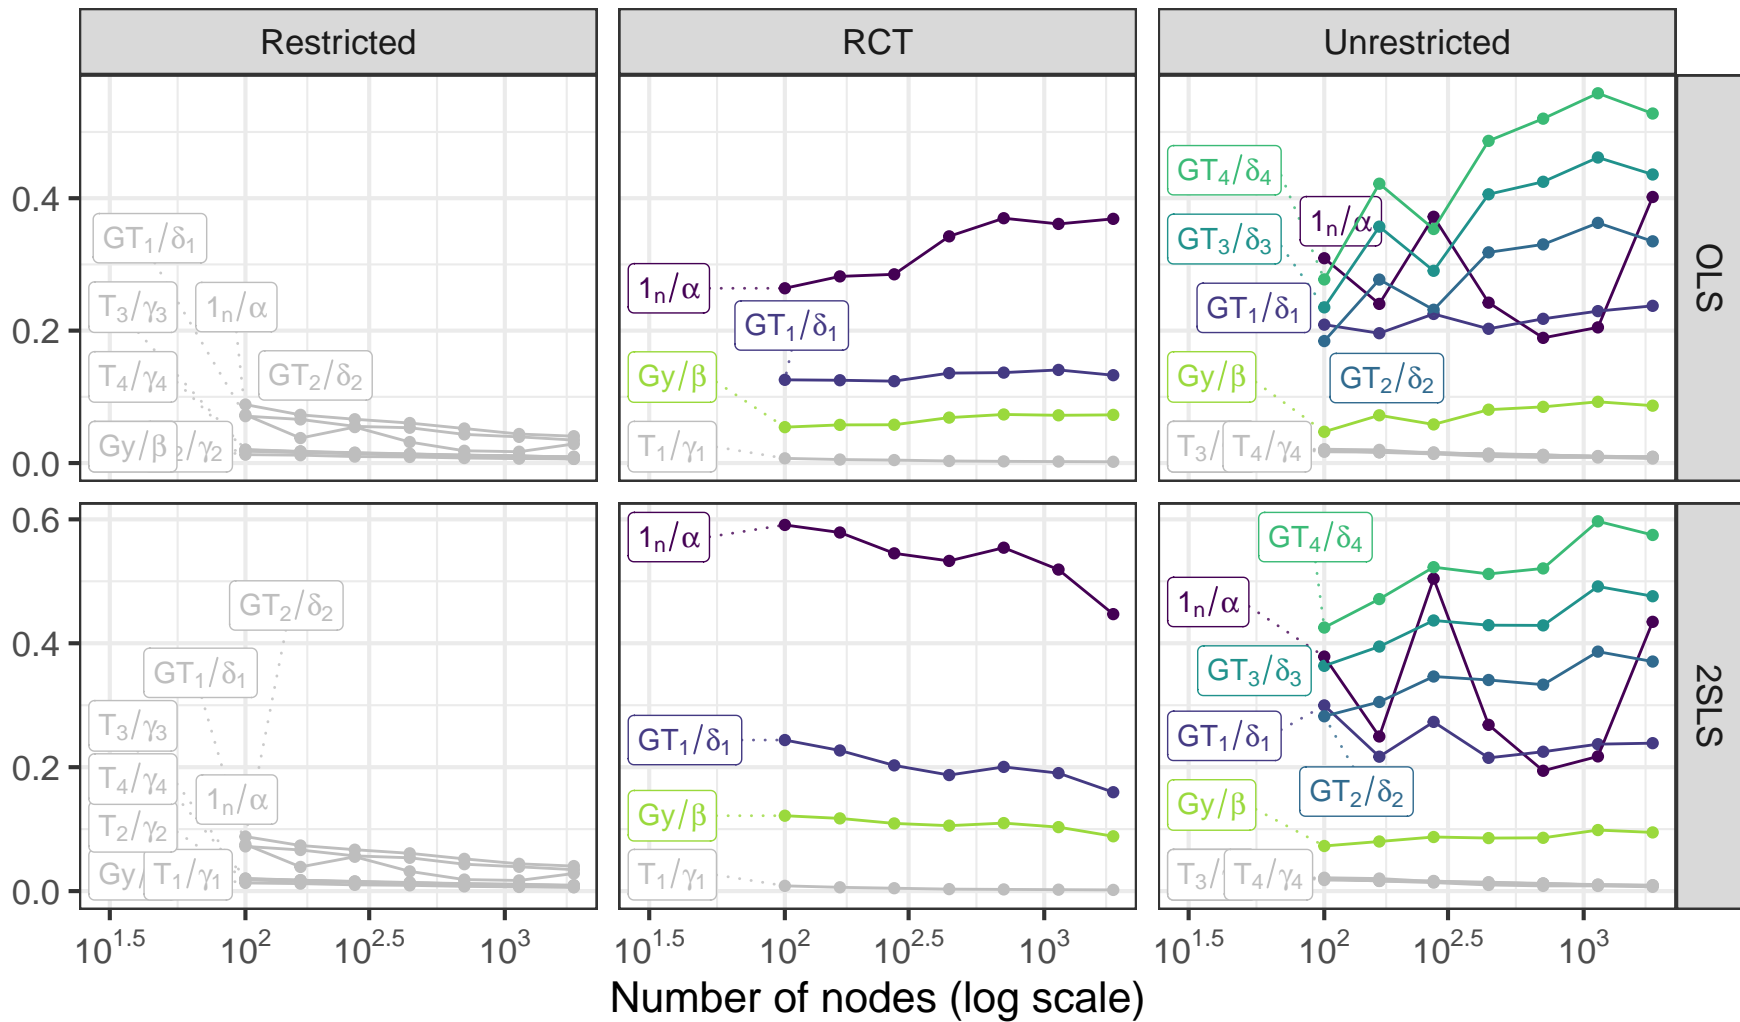 Restricted
RCT
Unrestricted
0.4
0.2
0.0
GT₁/δ₁
T₃/γ₃
1ₙ/α
T₄/γ₄
GT₂/δ₂
Gy/β
₂/γ₂
1ₙ/α
GT₁/δ₁
Gy/β
T₁/γ₁
GT₄/δ₄
1ₙ/α
GT₃/δ₃
GT₁/δ₁
GT₂/δ₂
Gy/β
T₃/
T₄/γ₄
OLS
0.6
0.4
0.2
0.0
GT₂/δ₂
GT₁/δ₁
T₃/γ₃
T₄/γ₄
1ₙ/α
T₂/γ₂
Gy/
T₁/γ₁
1ₙ/α
GT₁/δ₁
Gy/β
T₁/γ₁
GT₄/δ₄
1ₙ/α
GT₃/δ₃
GT₁/δ₁
GT₂/δ₂
Gy/β
T₃/
T₄/γ₄
2SLS
10^1.5 10^2 10^2.5 10^3
10^1.5 10^2 10^2.5 10^3
10^1.5 10^2 10^2.5 10^3
Number of nodes (log scale)